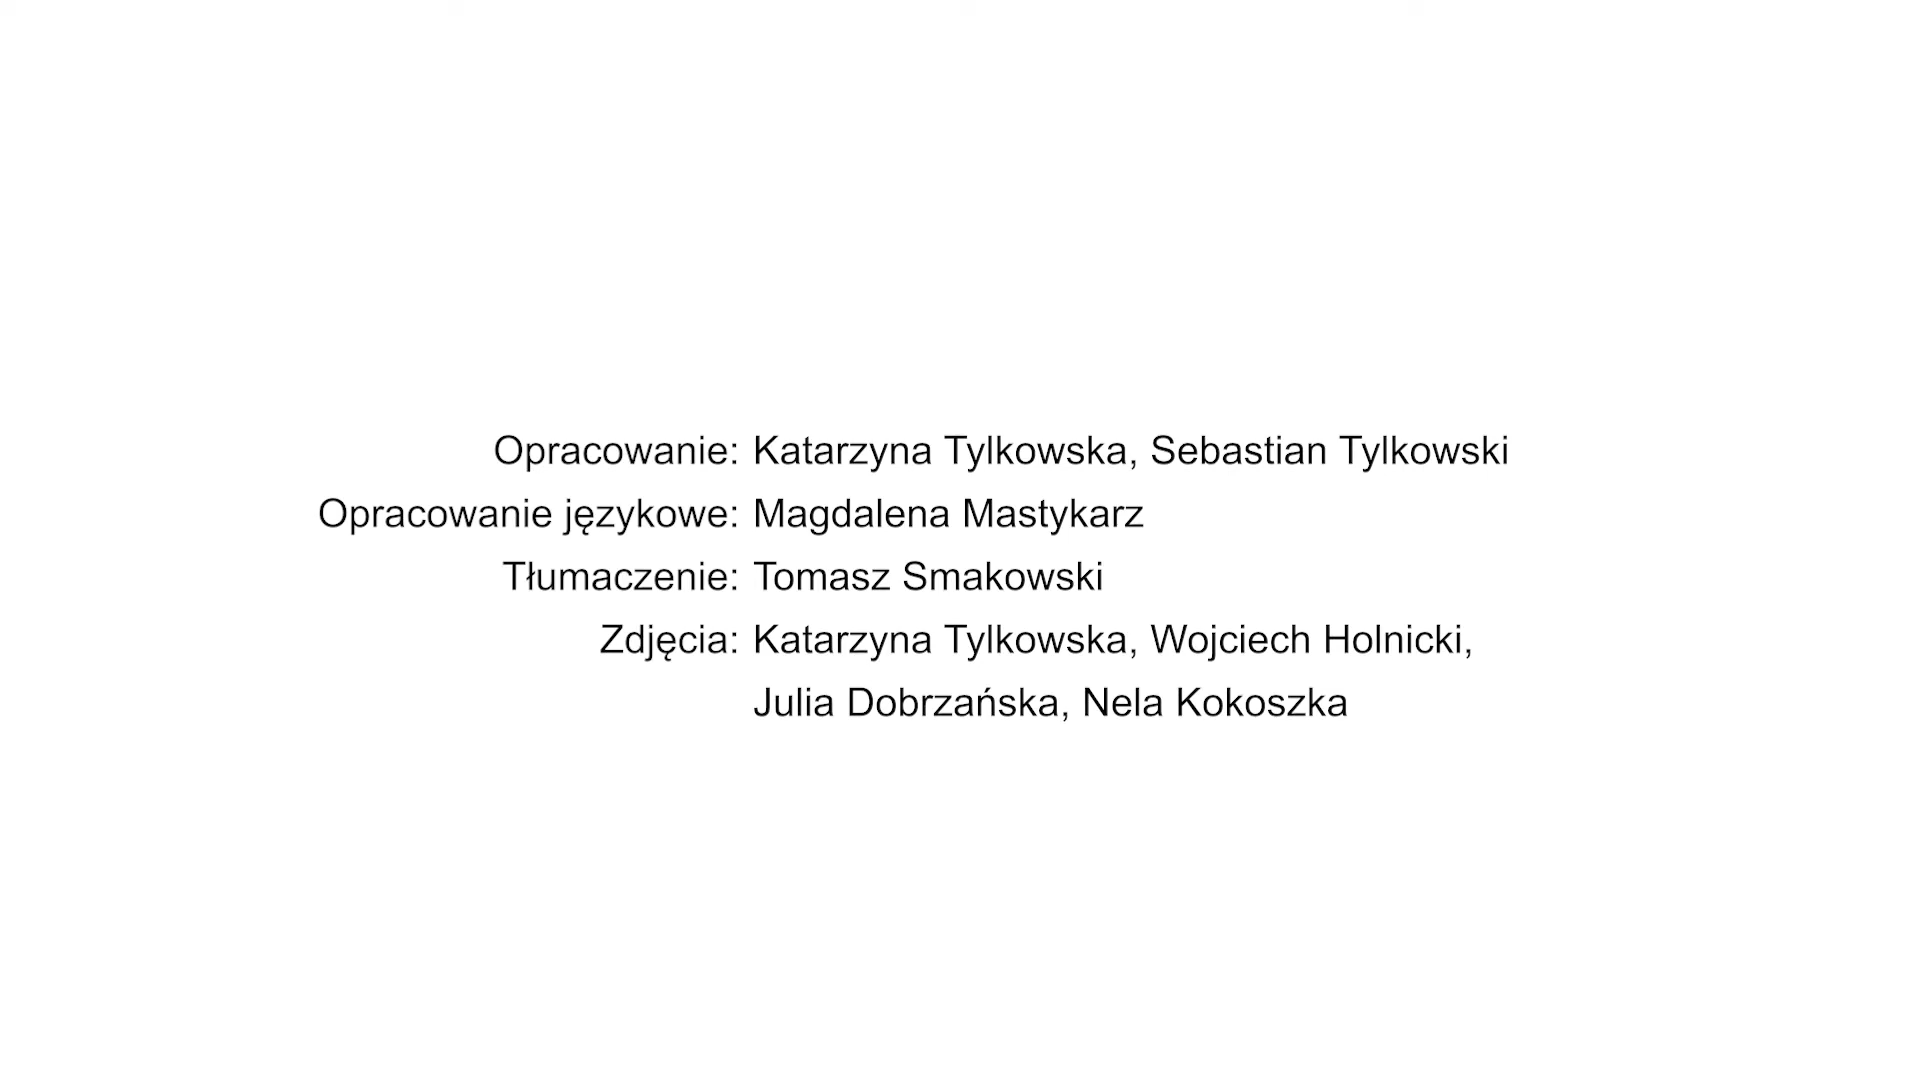 Opracowanie: Katarzyna Tylkowska, Sebastian Tylkowski
Opracowanie językowe: Magdalena Mastykarz
Tłumaczenie: Tomasz Smakowski
Zdjęcia: Katarzyna Tylkowska, Wojciech Holnicki,
Julia Dobrzańska, Nela Kokoszka